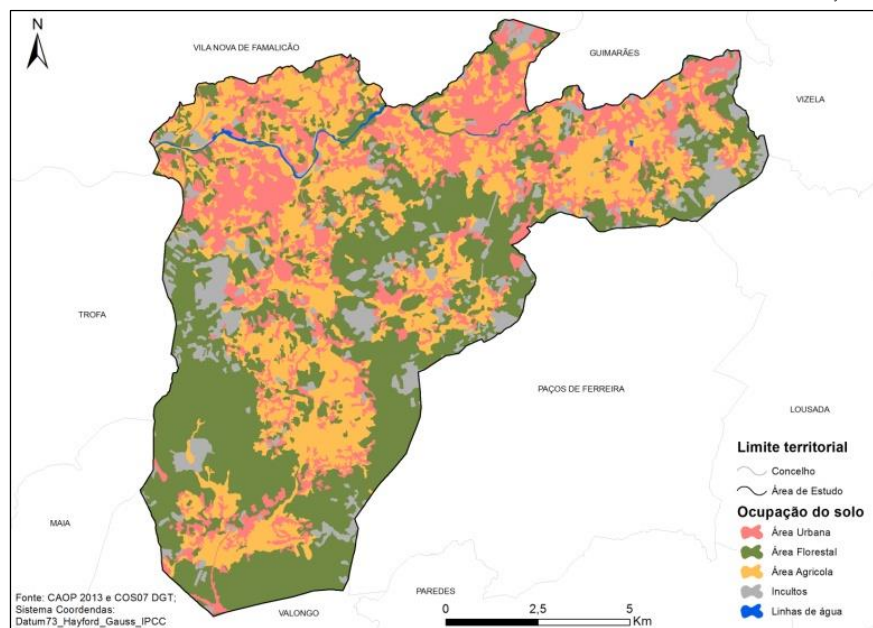 N
VILA NOVA DE FAMALICÃO
GUIMARÃES
VIZELA
TROFA
PAÇOS DE FERREIRA
LOUSADA
MAIA
PAREDES
VALONGO
Limite territorial
Concelho
Área de Estudo
Ocupação do solo
Área Urbana
Área Florestal
Área Agricola
Incultos
Linhas de água
Fonte: CAOP 2013 e COS07 DGT;
Sistema Coordendas:
Datum73_Hayford_Gauss_IPCC
0 2,5 5
Km